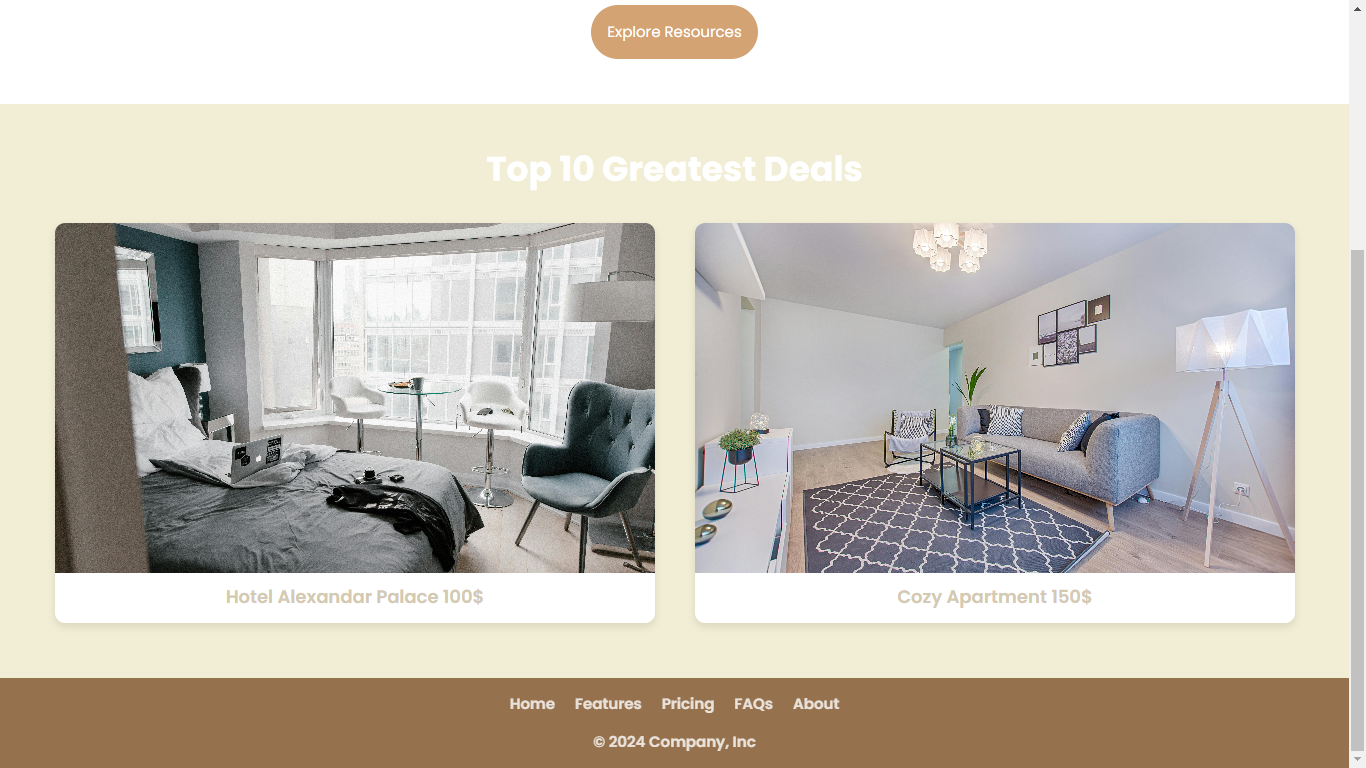 Explore Resources
Top 10 Greatest Deals
Hotel Alexandar Palace 100$
Cozy Apartment 150$
Home Features Pricing FAQs About
© 2024 Company, Inc